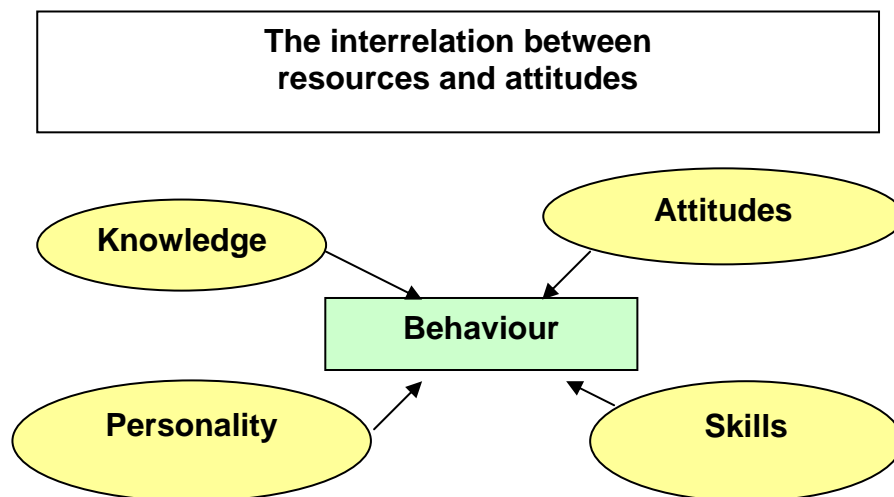 The interrelation between
resources and attitudes
Knowledge
Attitudes
Behaviour
Personality
Skills